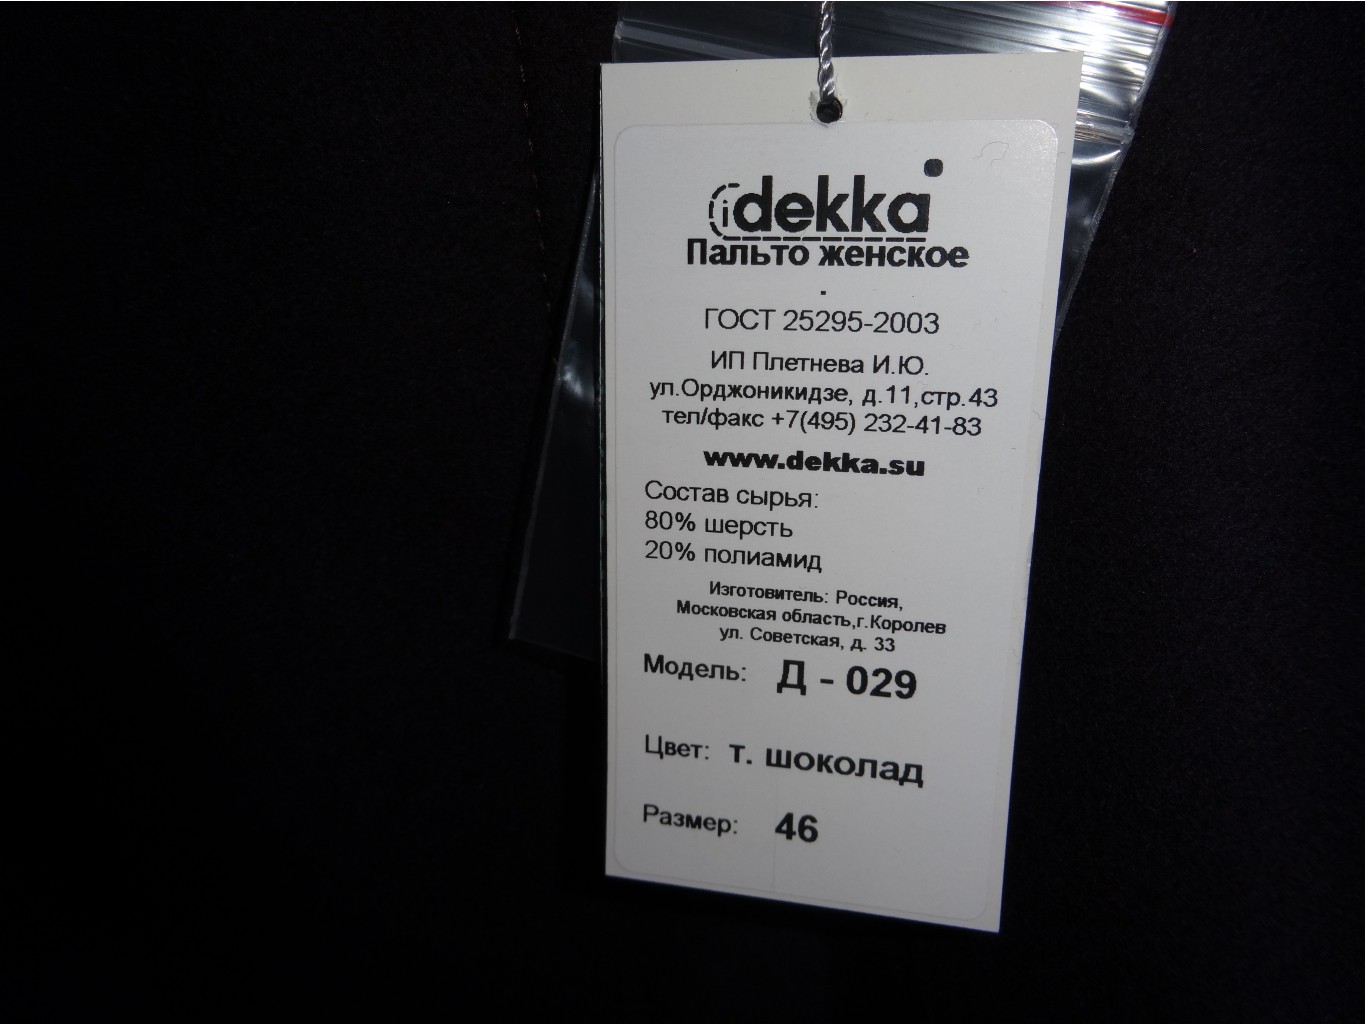 idekka
Пальто женское
.
ГОСТ 25295-2003
ИП Плетнева И.Ю.
ул.Орджоникидзе, д.11,стр.43
тел/факс +7(495) 232-41-83
www.dekka.su
Состав сырья:
80% шерсть
20% полиамид
Изготовитель: Россия,
Московская область,г.Королев
ул. Советская, д. 33
Модель: Д - 029
Цвет: т. шоколад
Размер: 46